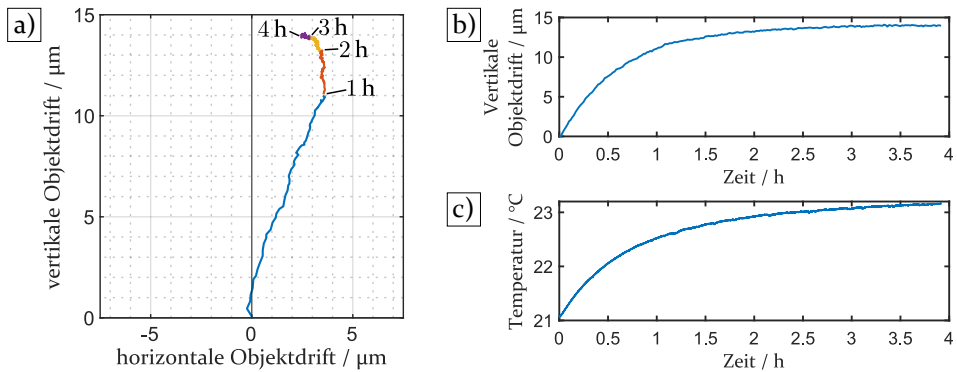 a)
vertikale Objektdrift / µm
15
10
5
0
4 h
3 h
2 h
1 h
-5
0
5
horizontale Objektdrift / µm
b)
Vertikale
Objektdrift / µm
15
10
5
0
0
0.5
1
1.5
2
2.5
3
3.5
4
Zeit / h
c)
Temperatur / °C
23
22
21
0
0.5
1
1.5
2
2.5
3
3.5
4
Zeit / h